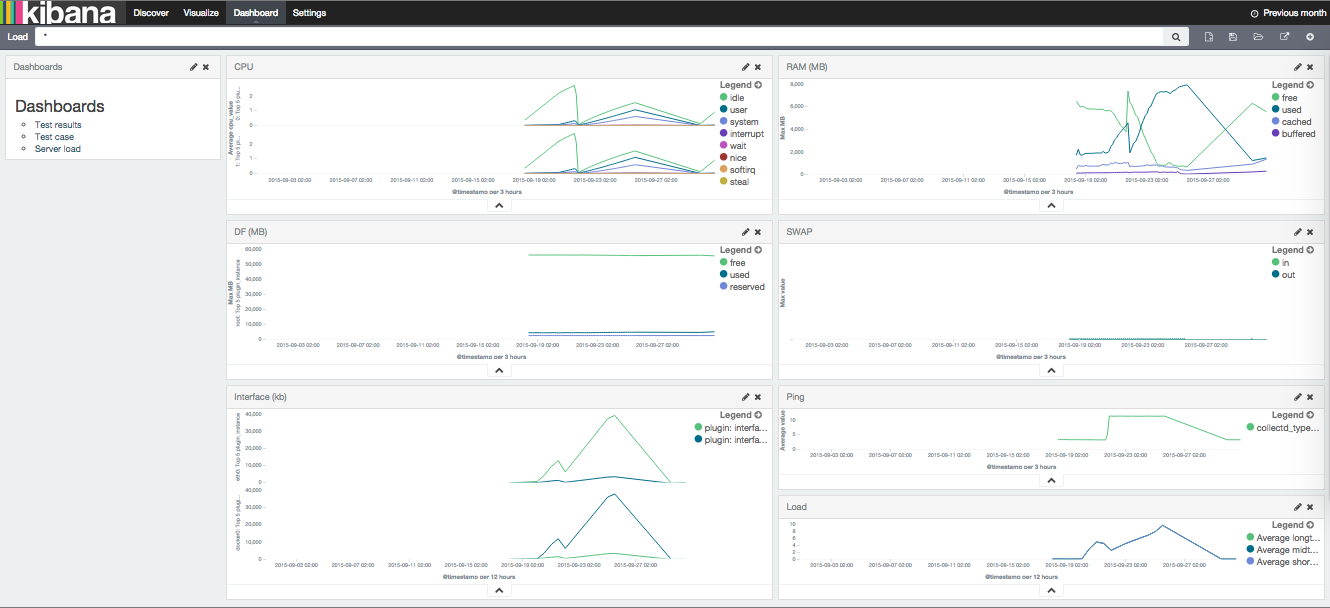 kibana Discover Visualize Dashboard Settings Previous month
Load *
Dashboards
Dashboards
Test results
Test case
Server load
CPU
Legend
idle
user
system
interrupt
wait
nice
softirq
steal
Average cpu_value
0: Top 5 plu...
1: Top 5 pl...
2
1
0
2
1
0
2015-09-03 02:00 2015-09-07 02:00 2015-09-11 02:00 2015-09-15 02:00 2015-09-19 02:00 2015-09-23 02:00 2015-09-27 02:00
@timestamp per 3 hours
RAM (MB)
Legend
free
used
cached
buffered
Max MB
8,000
6,000
4,000
2,000
0
2015-09-03 02:00 2015-09-07 02:00 2015-09-11 02:00 2015-09-15 02:00 2015-09-19 02:00 2015-09-23 02:00 2015-09-27 02:00
@timestamp per 3 hours
DF (MB)
Legend
free
used
reserved
Max MB
root: Top 5 plugin_instance
60,000
50,000
40,000
30,000
20,000
10,000
0
2015-09-03 02:00 2015-09-07 02:00 2015-09-11 02:00 2015-09-15 02:00 2015-09-19 02:00 2015-09-23 02:00 2015-09-27 02:00
@timestamp per 3 hours
SWAP
Legend
in
out
Max value
2015-09-03 02:00 2015-09-07 02:00 2015-09-11 02:00 2015-09-15 02:00 2015-09-19 02:00 2015-09-23 02:00 2015-09-27 02:00
@timestamp per 3 hours
Interface (kb)
Legend
plugin: interfa...
plugin: interfa...
eth0: Top 5 plugin_instance
40,000
30,000
20,000
10,000
0
docker0: Top 5 plugi...
40,000
30,000
20,000
10,000
0
2015-09-03 02:00 2015-09-07 02:00 2015-09-11 02:00 2015-09-15 02:00 2015-09-19 02:00 2015-09-23 02:00 2015-09-27 02:00
@timestamp per 12 hours
Ping
Legend
collectd_type...
Average value
10
5
0
2015-09-03 02:00 2015-09-07 02:00 2015-09-11 02:00 2015-09-15 02:00 2015-09-19 02:00 2015-09-23 02:00 2015-09-27 02:00
@timestamp per 3 hours
Load
Legend
Average longt...
Average midt...
Average shor...
10
8
6
4
2
0
2015-09-03 02:00 2015-09-07 02:00 2015-09-11 02:00 2015-09-15 02:00 2015-09-19 02:00 2015-09-23 02:00 2015-09-27 02:00
@timestamp per 12 hours